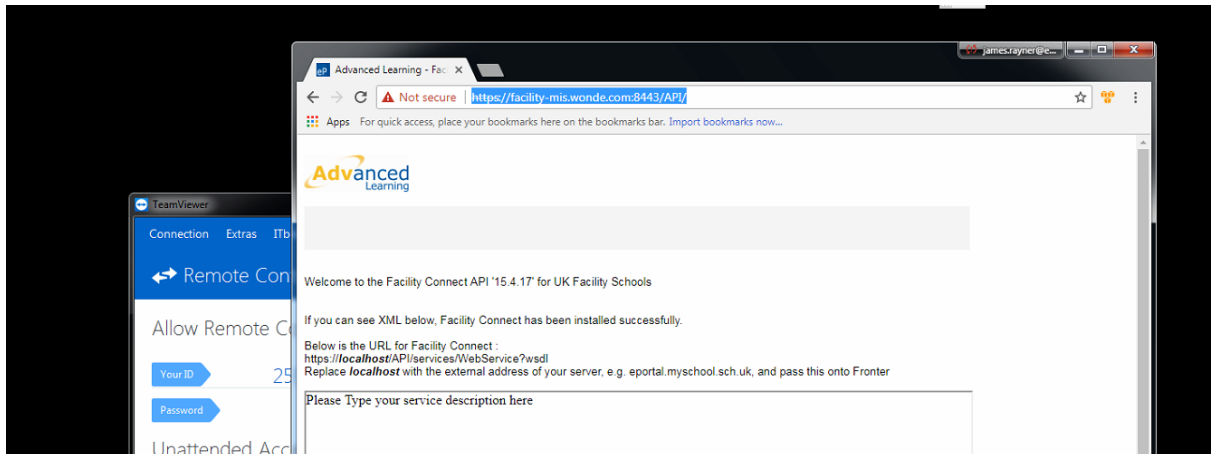 james.rayner@e...
eP Advanced Learning - Fac
Not secure | https://facility-mis.wonde.com:8443/API/
Apps For quick access, place your bookmarks here on the bookmarks bar. Import bookmarks now...
Advanced
Learning
TeamViewer
Connection Extras ITb
Remote Con
Welcome to the Facility Connect API '15.4.17' for UK Facility Schools
If you can see XML below, Facility Connect has been installed successfully.
Allow Remote Co
Below is the URL for Facility Connect :
https://localhost/API/services/WebService?wsdl
Replace localhost with the external address of your server, e.g. eportal.myschool.sch.uk, and pass this onto Fronter
Your ID 25
Please Type your service description here
Password
Unattended Acc